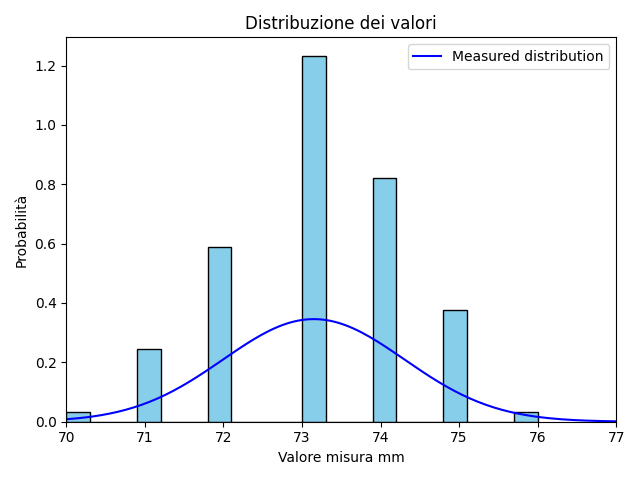 Distribuzione dei valori
Measured distribution
Probabilità
1.2
1.0
0.8
0.6
0.4
0.2
0.0
70 71 72 73 74 75 76 77
Valore misura mm